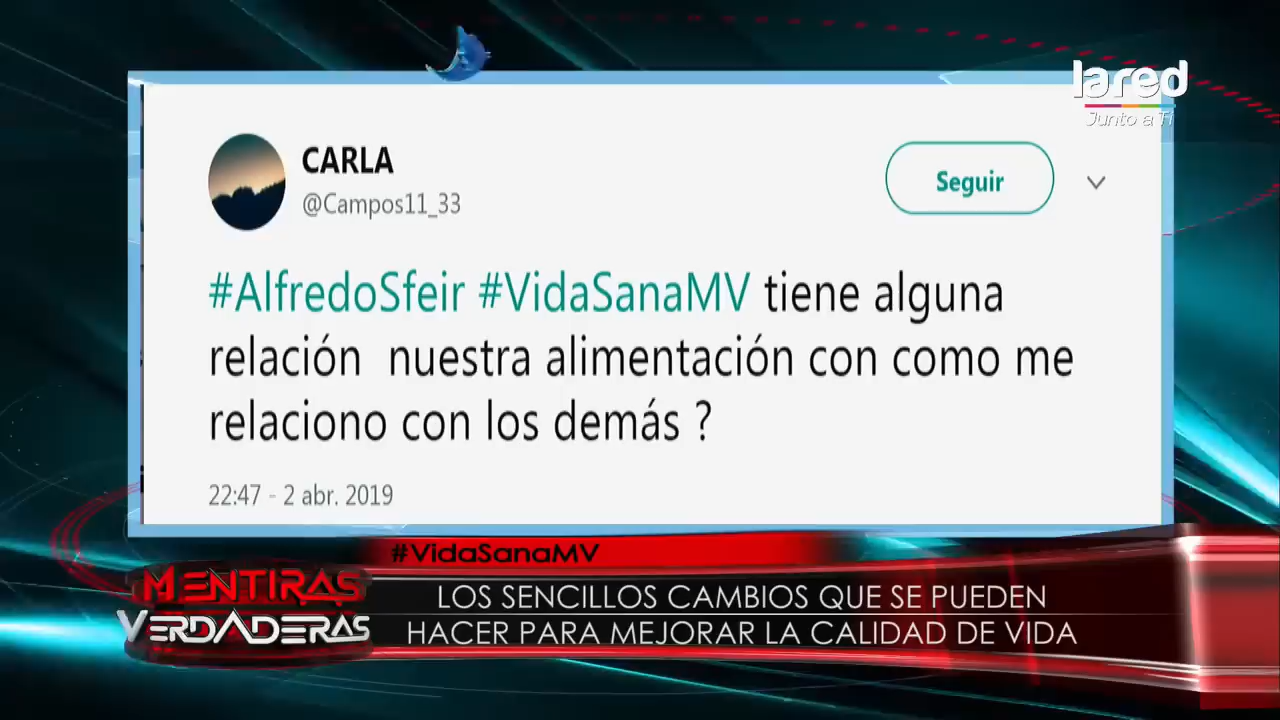 lared
Junto a Ti
CARLA
@Campos11_33
Seguir
#AlfredoSfeir #VidaSanaMV tiene alguna
relación  nuestra alimentación con como me
relaciono con los demás ?
22:47 - 2 abr. 2019
#VidaSanaMV
MENTIRAS
VERDADERAS
LOS SENCILLOS CAMBIOS QUE SE PUEDEN
HACER PARA MEJORAR LA CALIDAD DE VIDA